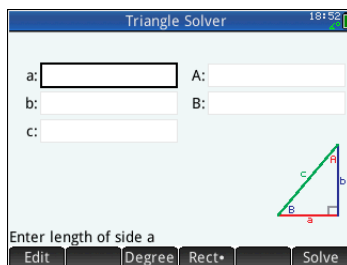 Triangle Solver 18:52
a: A:
b: B:
c:
A
c b
B
a
Enter length of side a
Edit Degree Rect• Solve